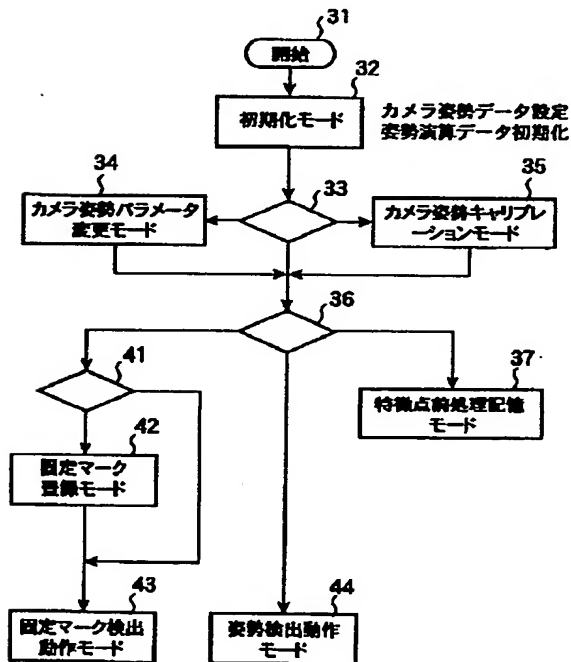 31
開始
32
初期化モード
カメラ姿勢データ設定
姿勢演算データ初期化
34
カメラ姿勢パラメータ
変更モード
33
35
カメラ姿勢キャリブレ
ーションモード
36
41
37
特徴点前処理記憶
モード
42
固定マーク
登録モード
43
固定マーク検出
動作モード
44
姿勢検出動作
モード